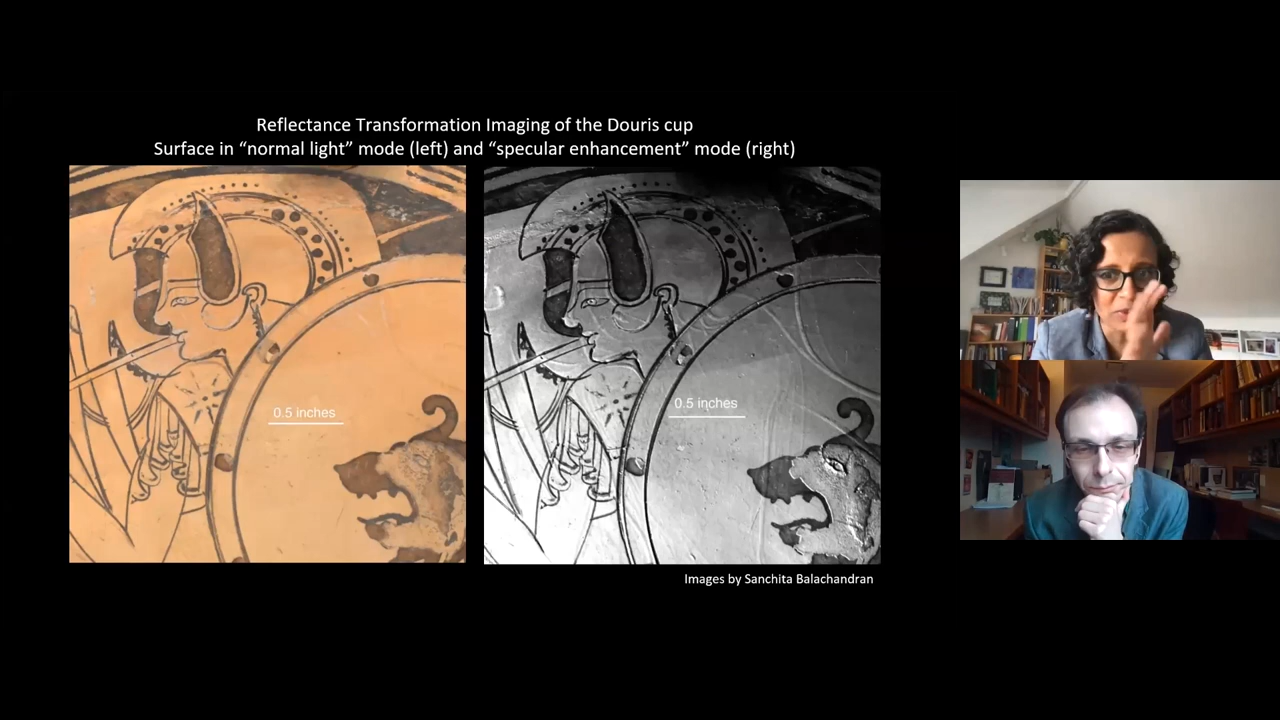 Reflectance Transformation Imaging of the Douris cup
Surface in “normal light” mode (left) and “specular enhancement” mode (right)
0.5 inches
0.5 inches
Images by Sanchita Balachandran